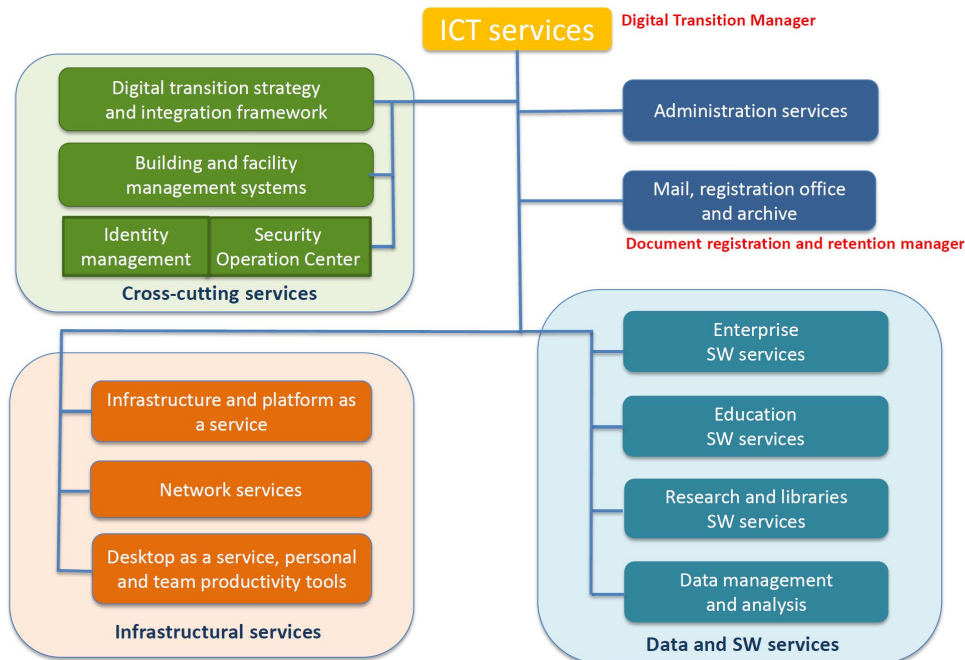 ICT services
Digital Transition Manager
Digital transition strategy
and integration framework
Building and facility
management systems
Identity
management
Security
Operation Center
Cross-cutting services
Administration services
Mail, registration office
and archive
Document registration and retention manager
Infrastructure and platform as
a service
Network services
Desktop as a service, personal
and team productivity tools
Infrastructural services
Enterprise
SW services
Education
SW services
Research and libraries
SW services
Data management
and analysis
Data and SW services